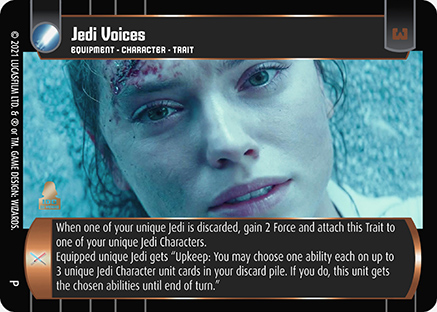 Jedi Voices
EQUIPMENT - CHARACTER - TRAIT
3
© 2021 LUCASFILM LTD. & ® or TM. GAME DESIGN: WIZARDS.
P
When one of your unique Jedi is discarded, gain 2 Force and attach this Trait to
one of your unique Jedi Characters.
Equipped unique Jedi gets “Upkeep: You may choose one ability each on up to
3 unique Jedi Character unit cards in your discard pile. If you do, this unit gets
the chosen abilities until end of turn.”